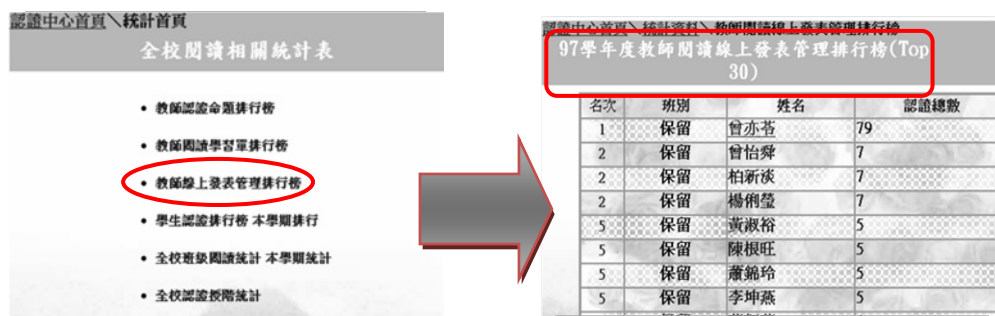 認證中心首頁╲統計首頁
全校閱讀相關統計表
• 教師認證命題排行榜
• 教師閱讀學習單排行榜
• 教師線上發表管理排行榜
• 學生認證排行榜 本學期排行
• 全校班級閱讀統計 本學期統計
• 全校認證授階統計
認證中心首頁╲統計資料╲教師閱讀線上發表管理排行榜
97學年度教師閱讀線上發表管理排行榜(Top
30)
名次 班別 姓名 認證總數
1 保留 曾亦苔 79
2 保留 曾怡舜 7
2 保留 柏新淡 7
2 保留 楊俐瑩 7
5 保留 黃淑裕 5
5 保留 陳根旺 5
5 保留 蕭錦玲 5
5 保留 李坤燕 5